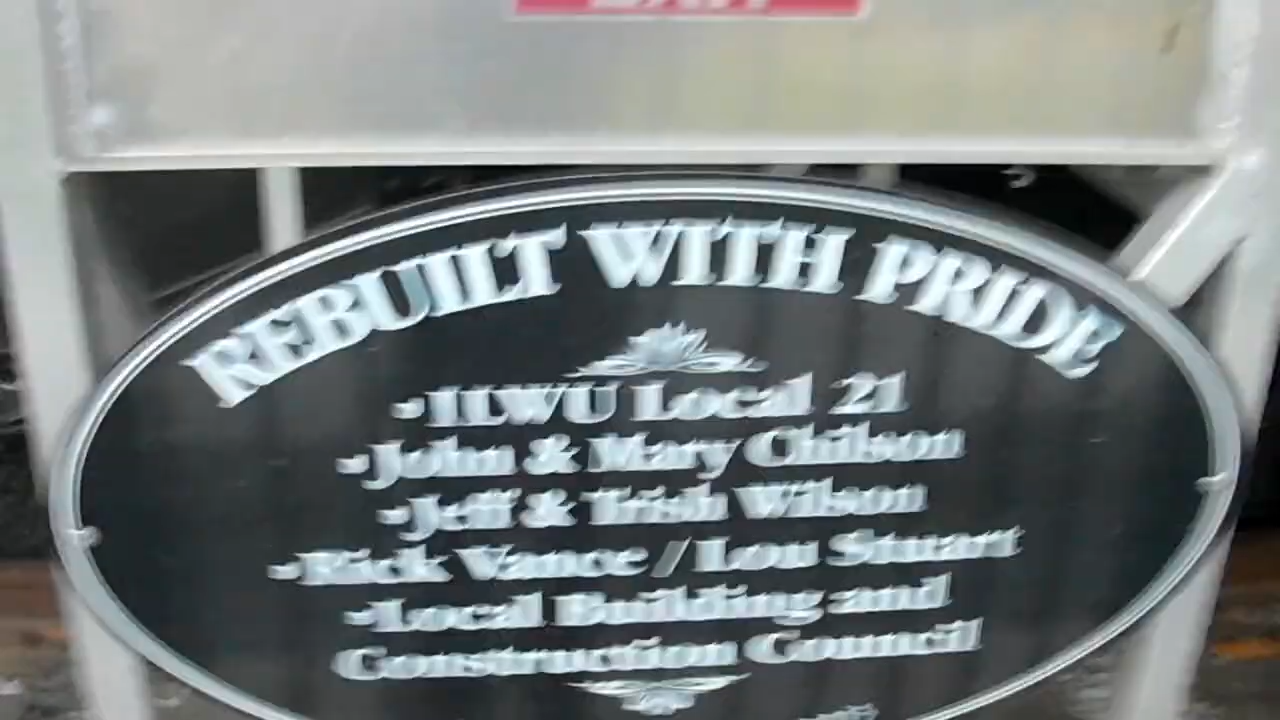 REBUILT WITH PRIDE
-ILWU Local 21
-John & Mary Chilson
-Jeff & Trish Wilson
-Rick Vance / Lou Stuart
-Local Building and
Construction Council